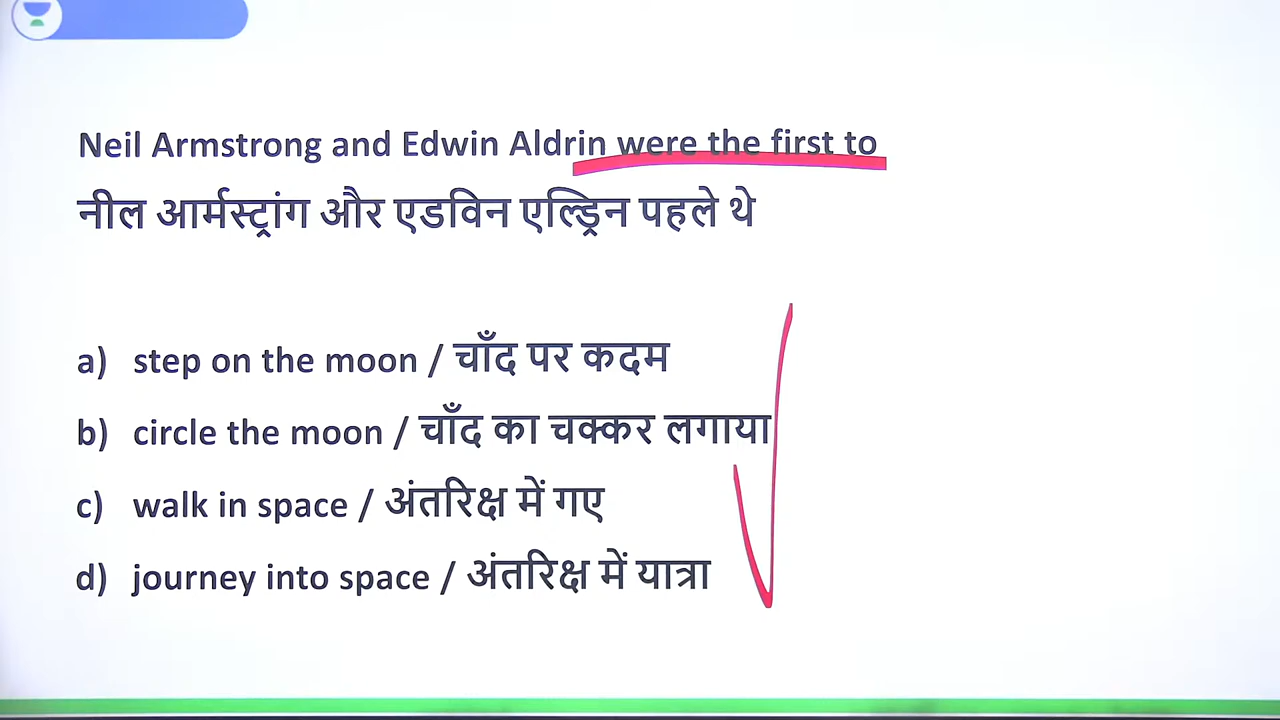 Neil Armstrong and Edwin Aldrin were the first to
नील आर्मस्ट्रांग और एडविन एल्ड्रिन पहले थे
a) step on the moon / चाँद पर कदम
b) circle the moon / चाँद का चक्कर लगाया
c) walk in space / अंतरिक्ष में गए
d) journey into space / अंतरिक्ष में यात्रा